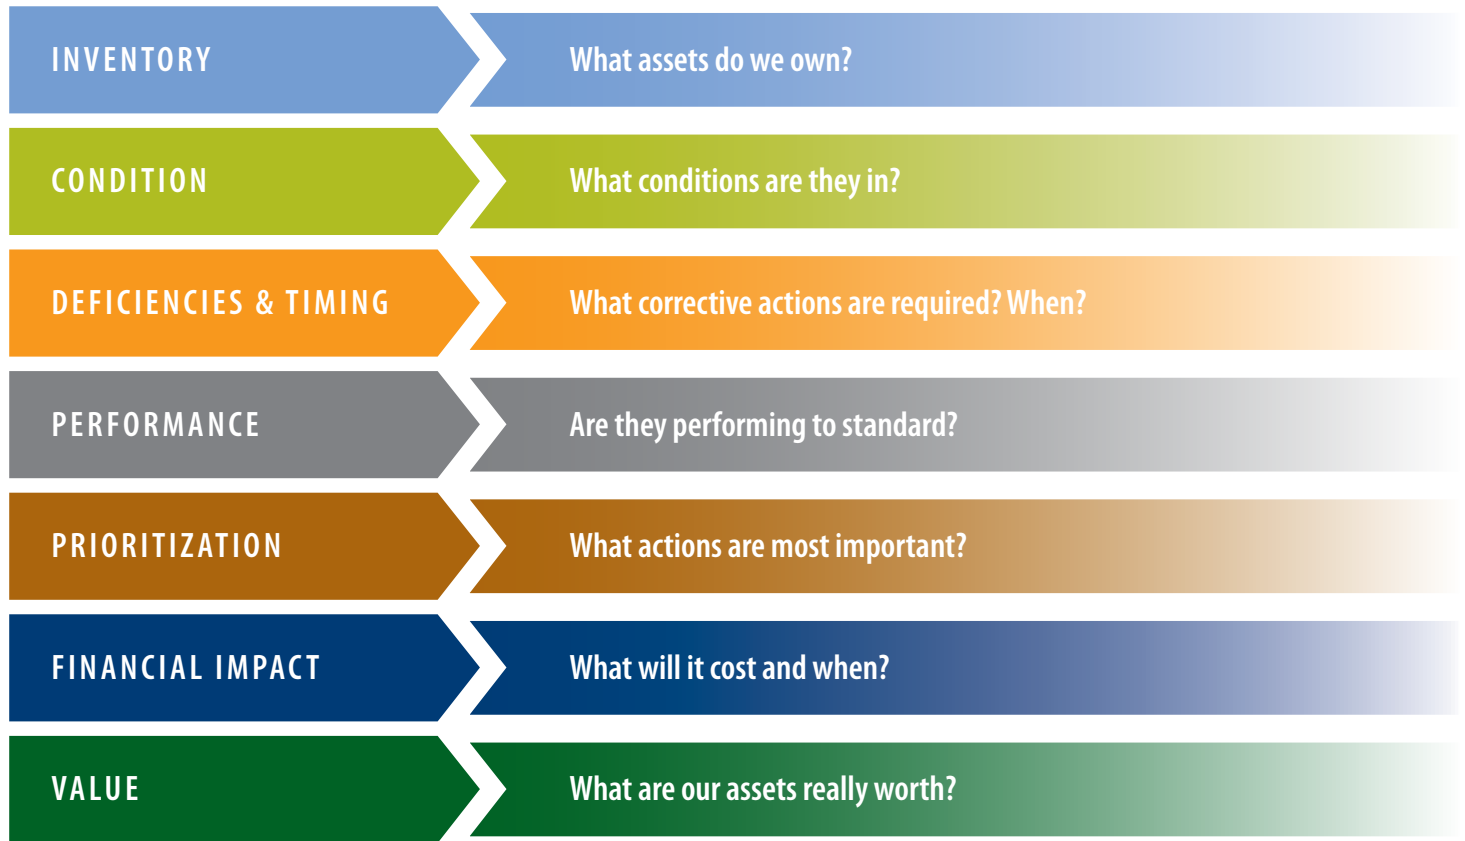 INVENTORY
What assets do we own?
CONDITION
What conditions are they in?
DEFICIENCIES & TIMING
What corrective actions are required? When?
PERFORMANCE
Are they performing to standard?
PRIORITIZATION
What actions are most important?
FINANCIAL IMPACT
What will it cost and when?
VALUE
What are our assets really worth?